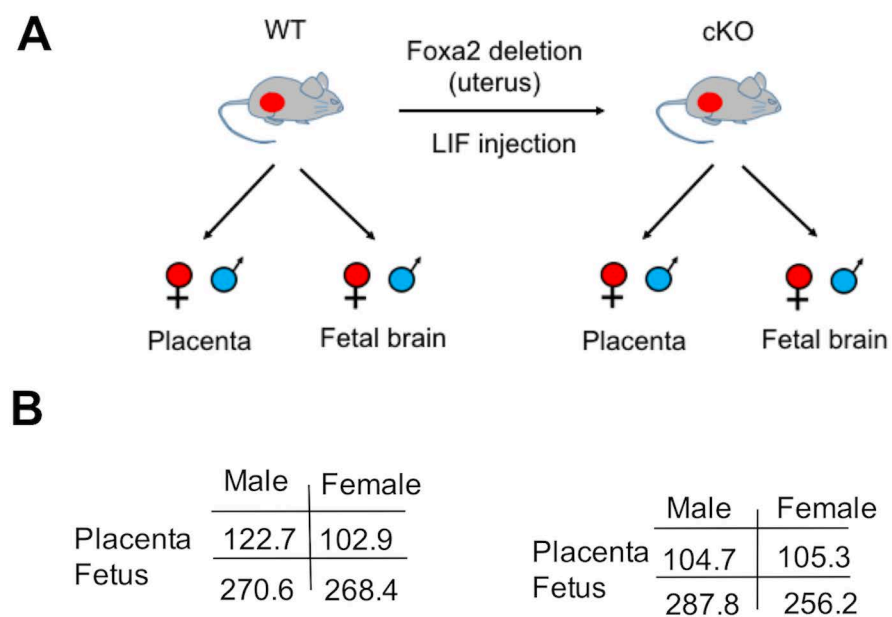 A
WT
Foxa2 deletion
(uterus)
LIF injection
cKO
Placenta
Fetal brain
Placenta
Fetal brain
B
Male Female
Placenta 122.7 102.9
Fetus 270.6 268.4
Male Female
Placenta 104.7 105.3
Fetus 287.8 256.2